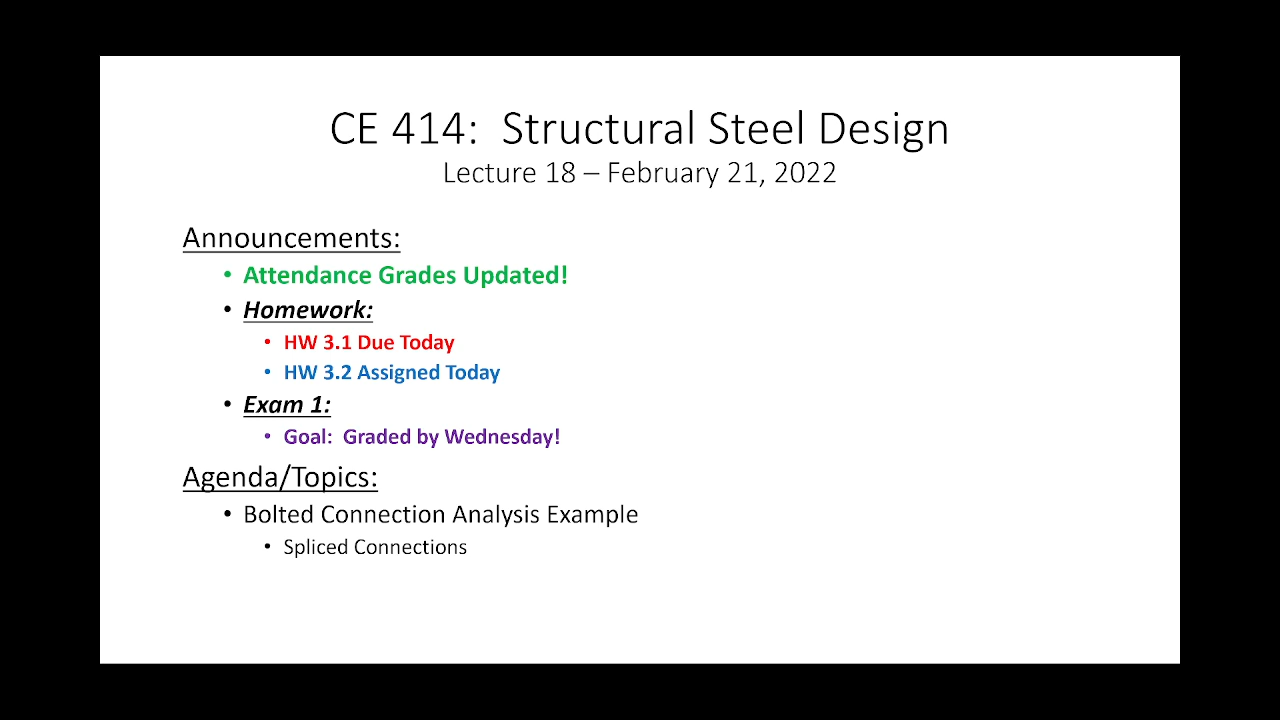 CE 414:  Structural Steel Design
Lecture 18 – February 21, 2022
Announcements:
• Attendance Grades Updated!
• Homework:
• HW 3.1 Due Today
• HW 3.2 Assigned Today
• Exam 1:
• Goal:  Graded by Wednesday!
Agenda/Topics:
• Bolted Connection Analysis Example
• Spliced Connections